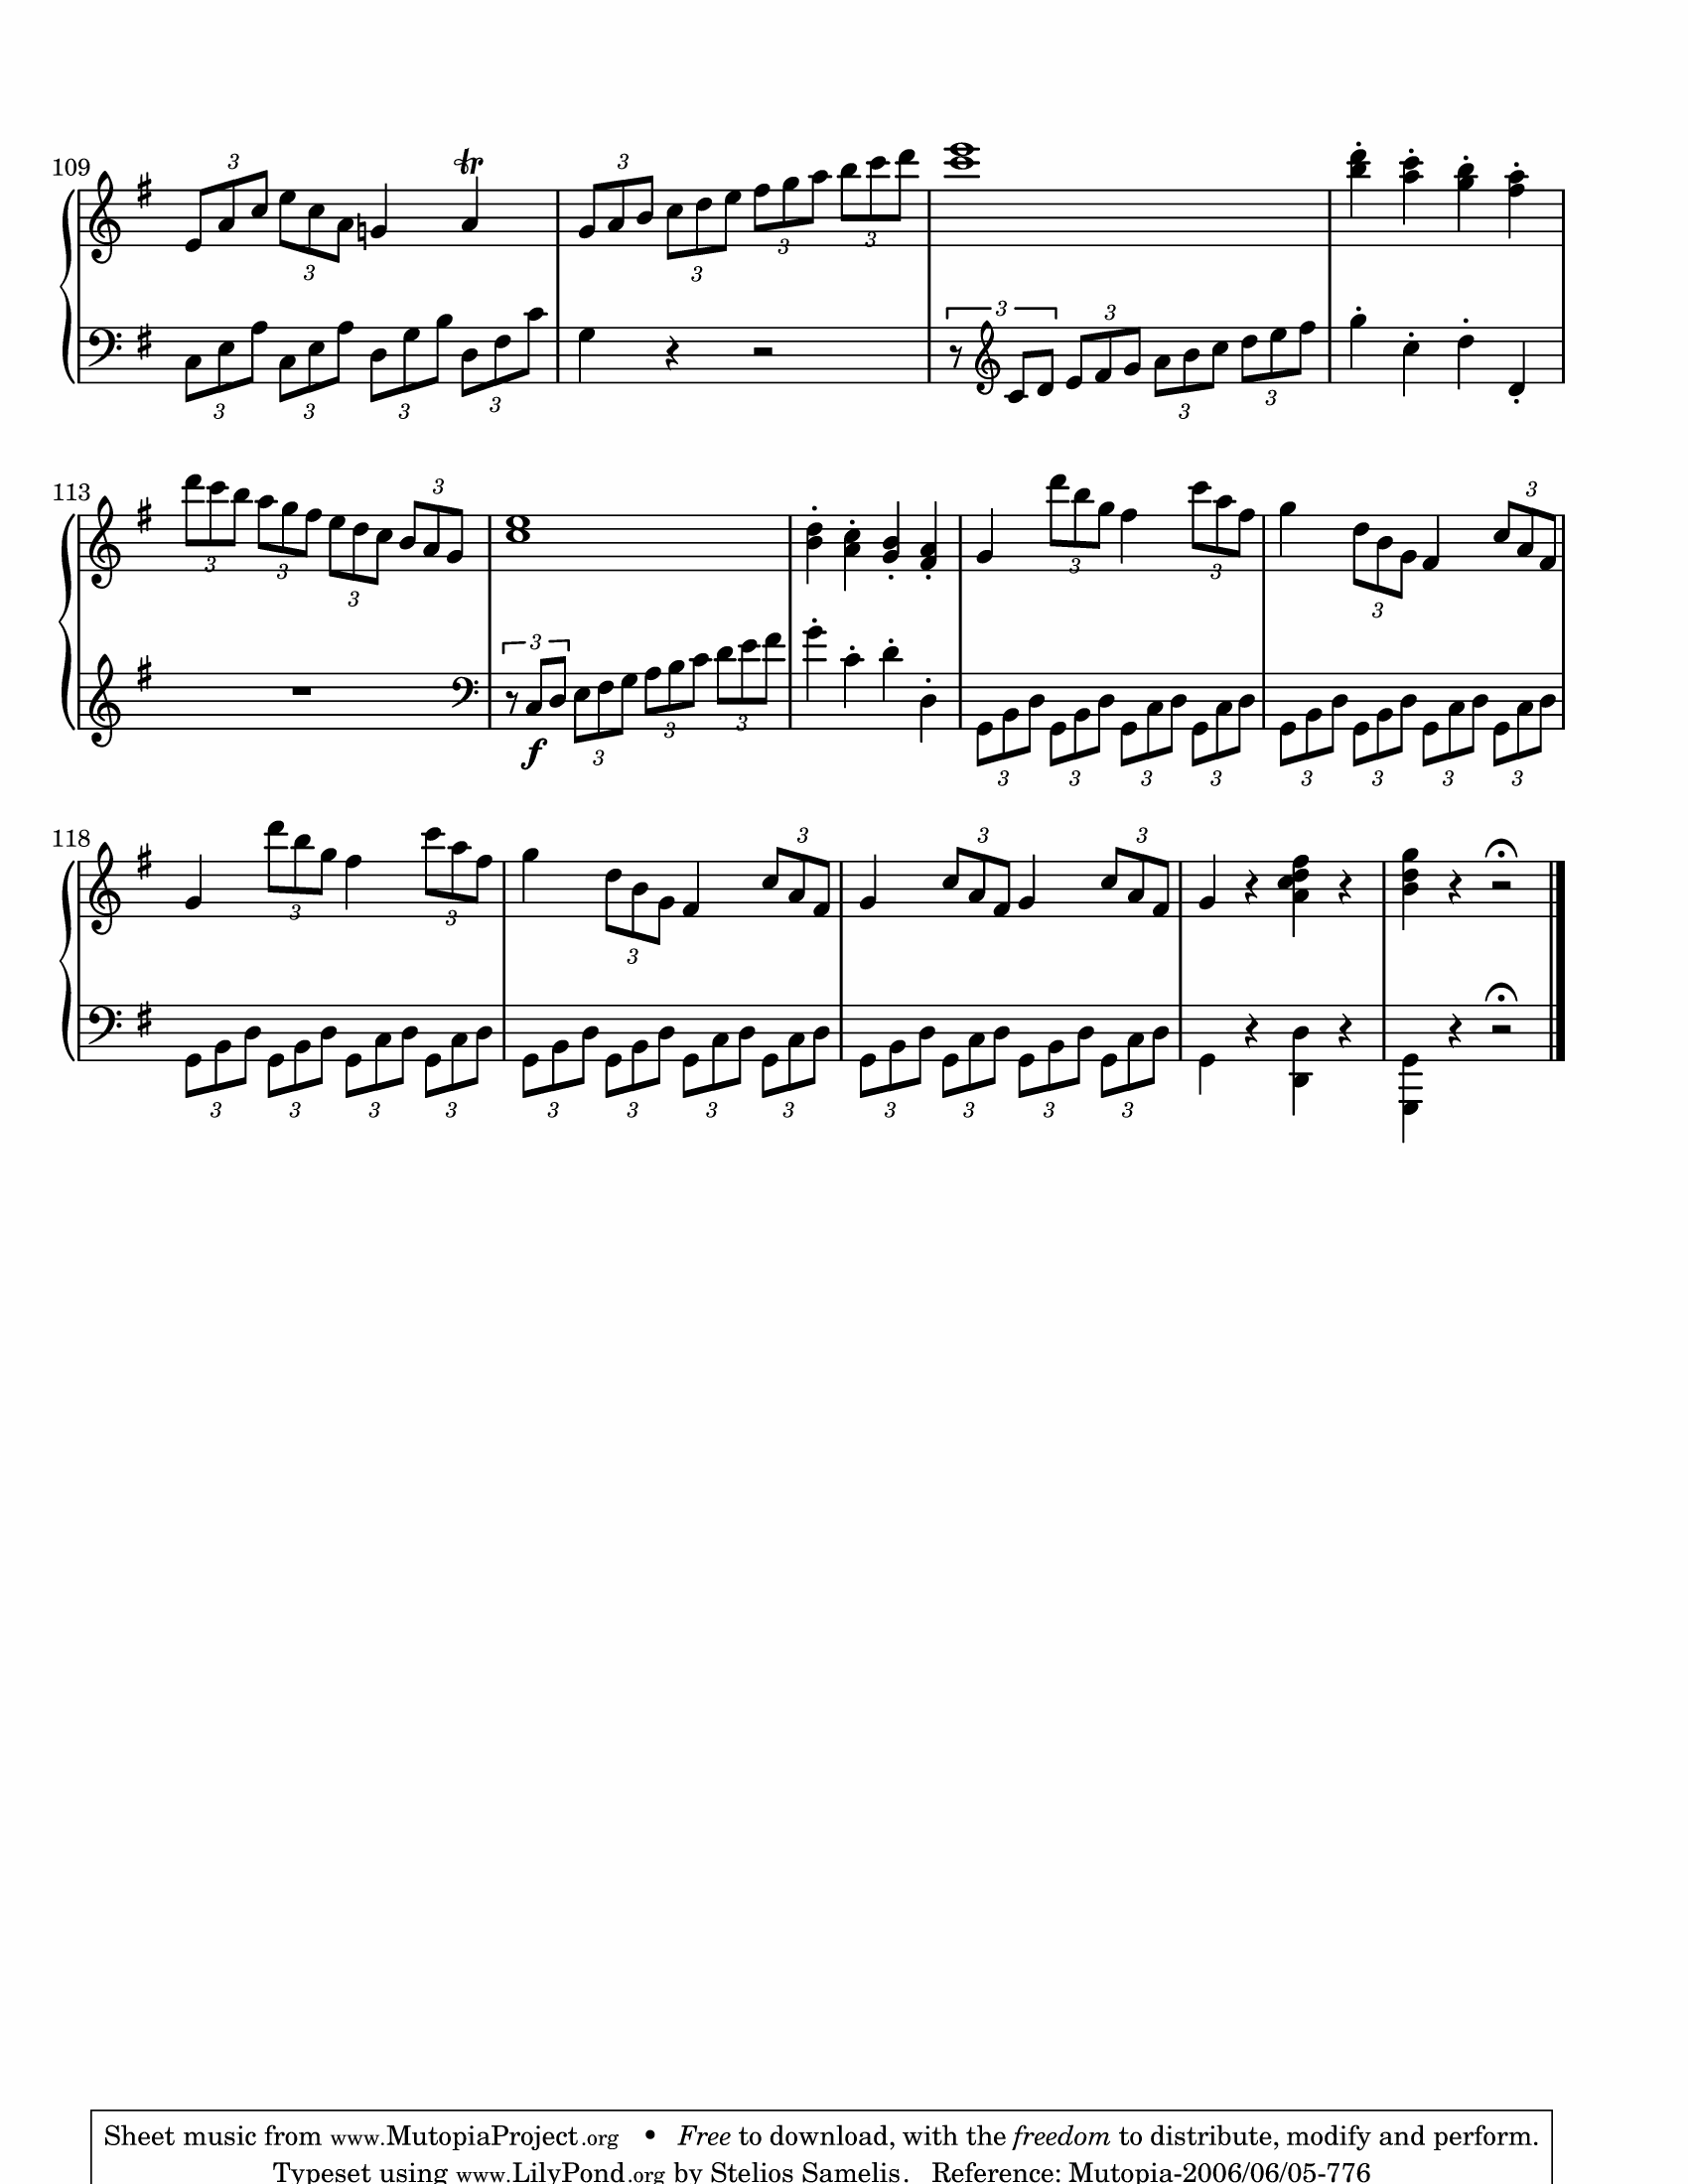 109
3 3 tr 3 3 3 3
3 3 3 3 3 3 3 3
113
3 3 3 3 3 3 3 3
3 f 3 3 3 3 3 3 3 3 3 3 3
118
3 3 3 3 3 3
3 3 3 3 3 3 3 3 3 3 3 3
Sheet music from www.MutopiaProject.org • Free to download, with the freedom to distribute, modify and perform.
Typeset using www.LilyPond.org by Stelios Samelis. Reference: Mutopia-2006/06/05-776